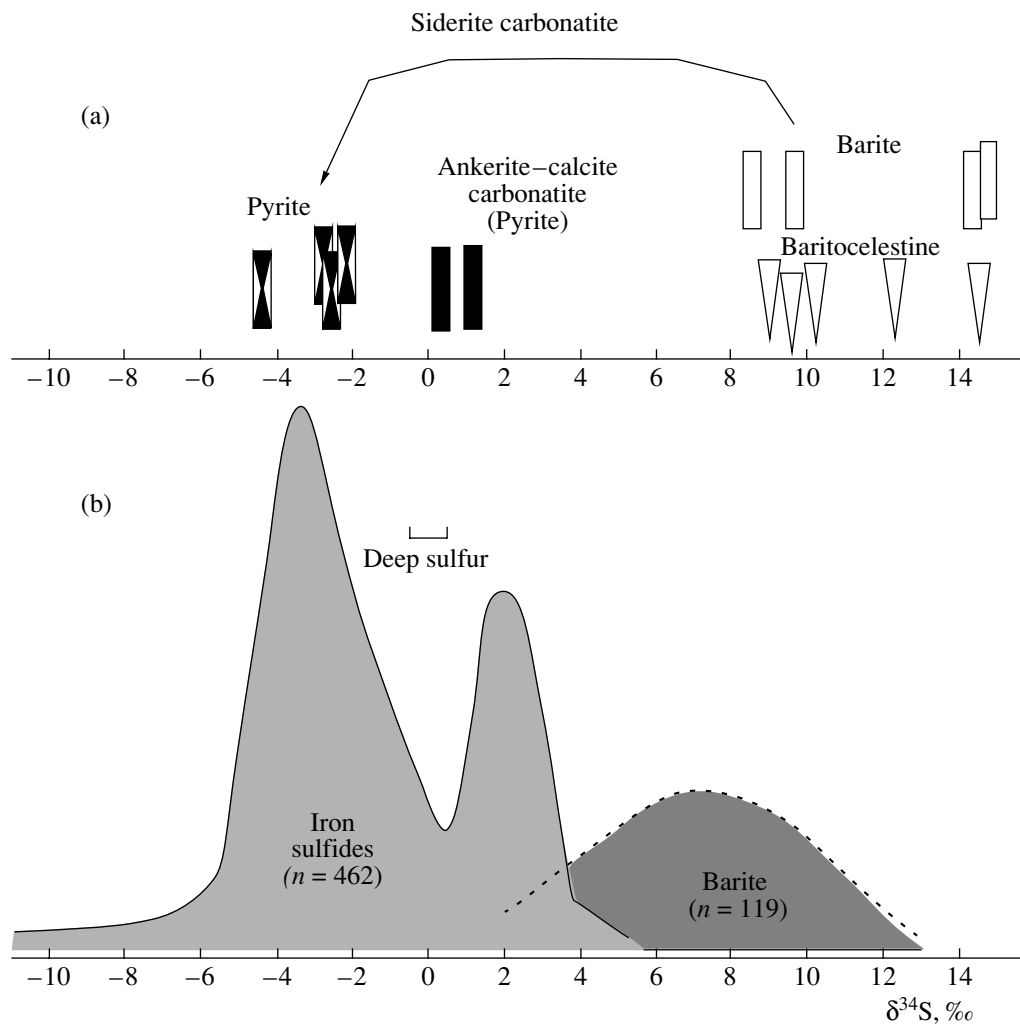 Siderite carbonatite
(a)
Barite
Ankerite–calcite
carbonatite
(Pyrite)
Pyrite
Baritocelestine
−10 −8 −6 −4 −2 0 2 4 6 8 10 12 14
(b)
Deep sulfur
Iron
sulfides
(n = 462)
Barite
(n = 119)
−10 −8 −6 −4 −2 0 2 4 6 8 10 12 14
δ³⁴S, ‰